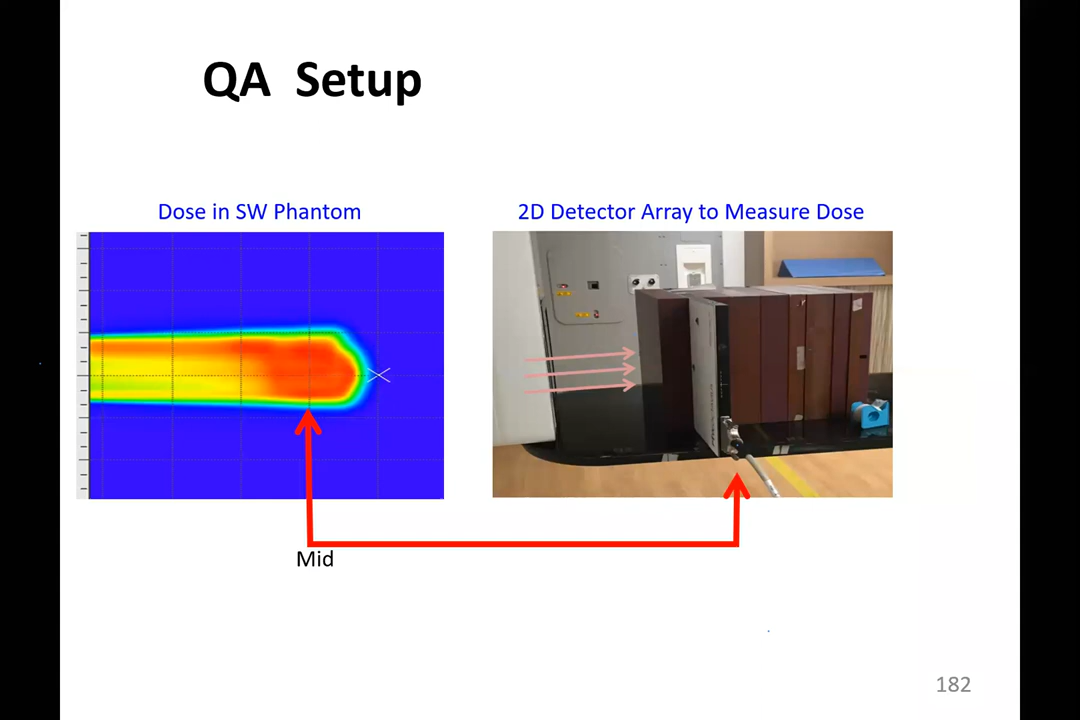 QA Setup
Dose in SW Phantom
2D Detector Array to Measure Dose
Mid
182